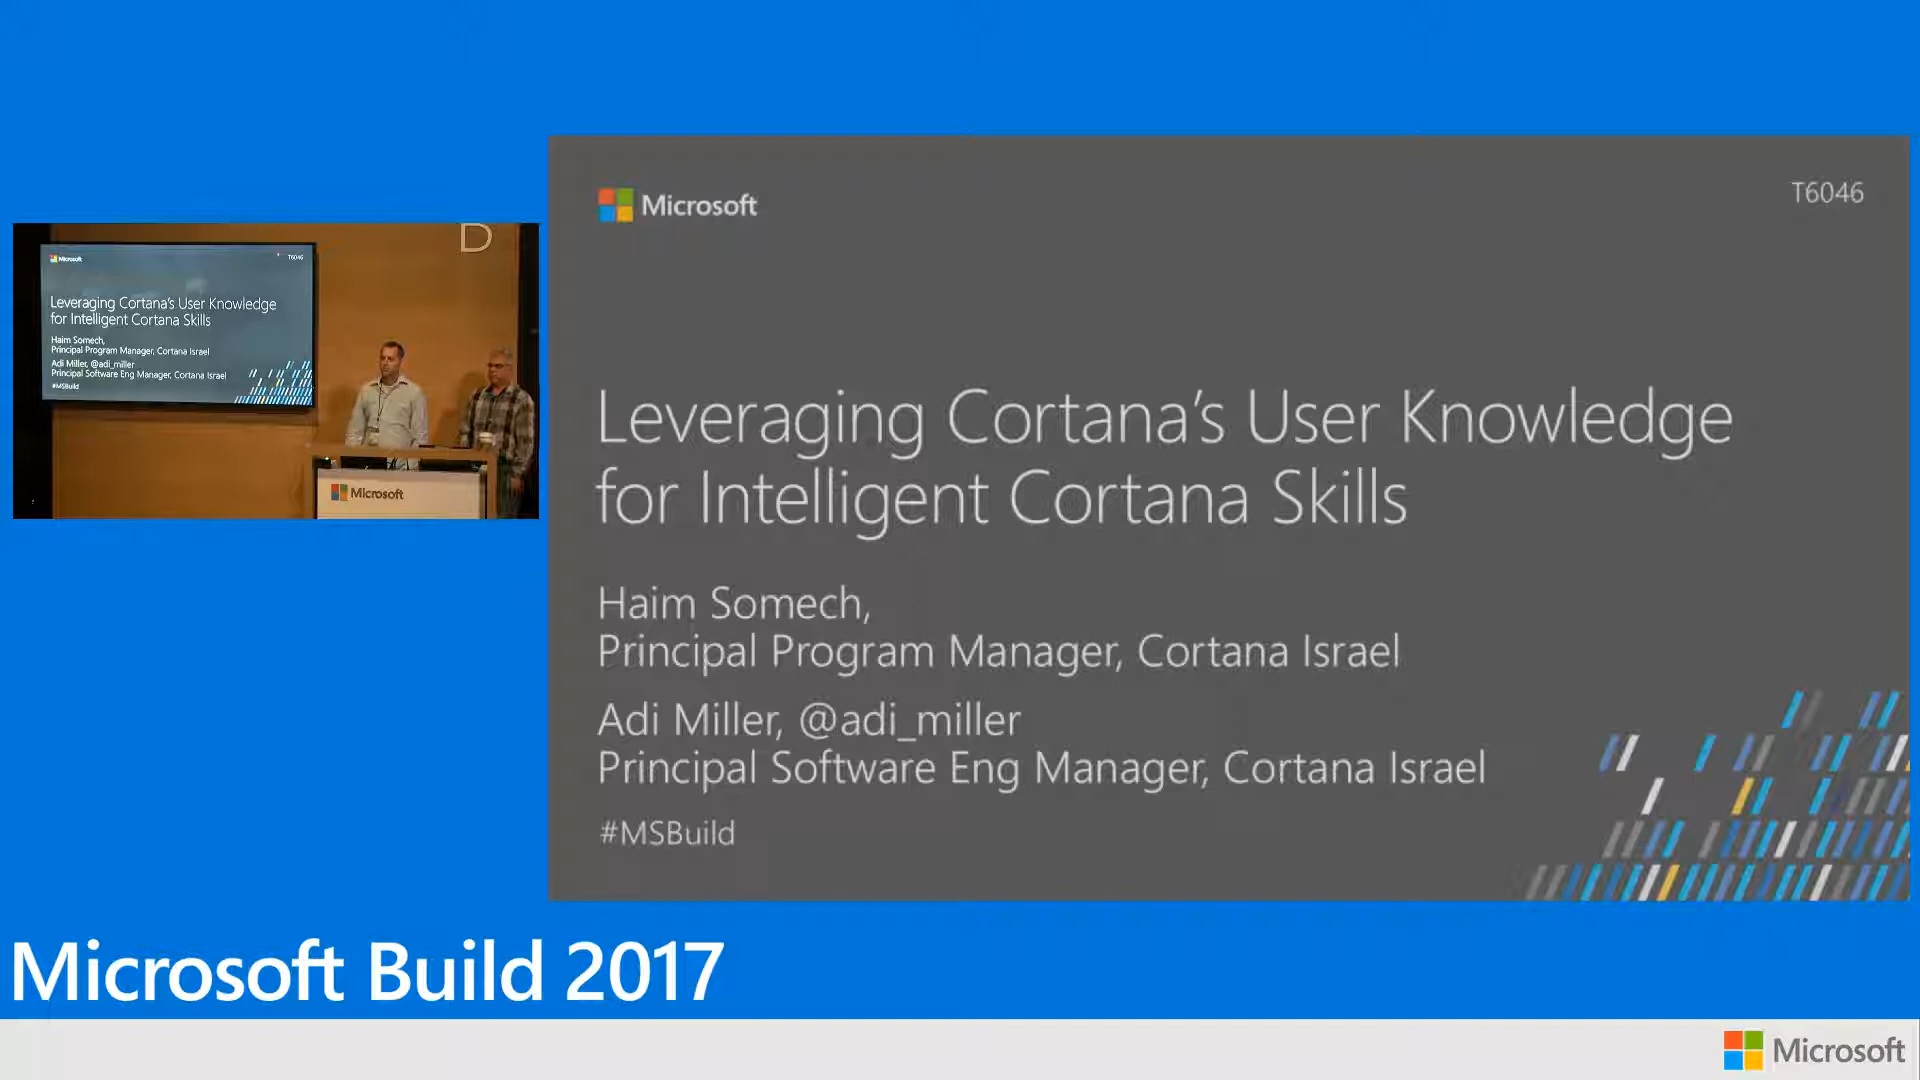 D
Microsoft
T6046
Leveraging Cortana's User Knowledge
for Intelligent Cortana Skills
Haim Somech,
Principal Program Manager, Cortana Israel
Adi Miller, @adi_miller
Principal Software Eng Manager, Cortana Israel
#MSBuild
Microsoft
Microsoft
T6046
Leveraging Cortana's User Knowledge
for Intelligent Cortana Skills
Haim Somech,
Principal Program Manager, Cortana Israel
Adi Miller, @adi_miller
Principal Software Eng Manager, Cortana Israel
#MSBuild
Microsoft Build 2017
Microsoft